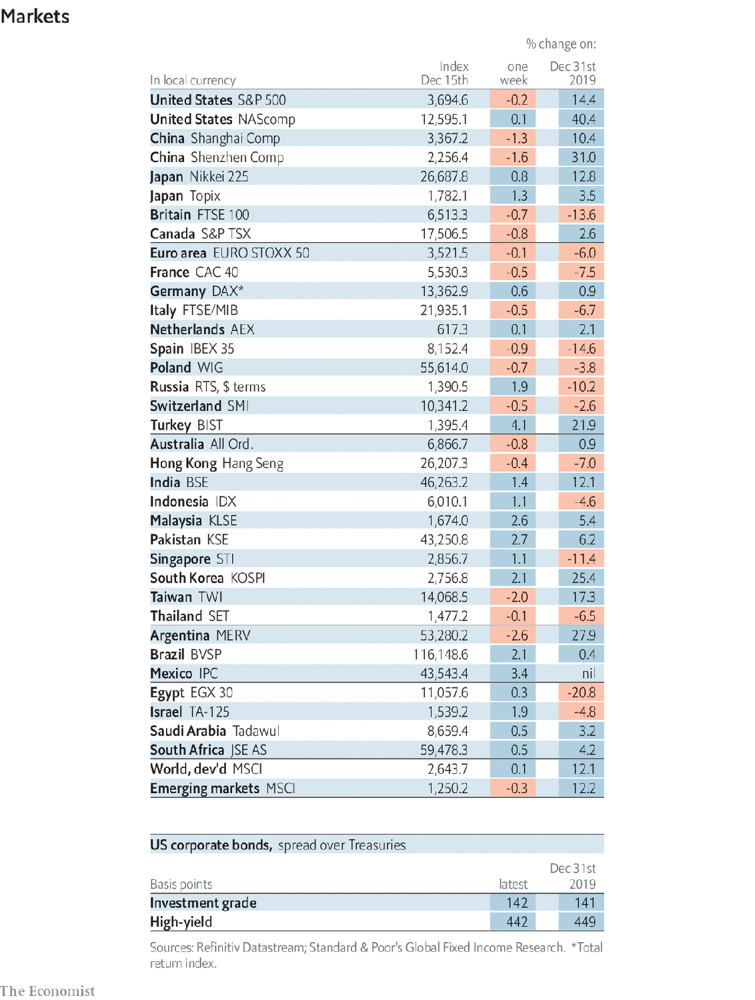 Markets
% change on:
Index one Dec 31st
In local currency Dec 15th week 2019
United States S&P 500 3,694.6 -0.2 14.4
United States NAScomp 12,595.1 0.1 40.4
China Shanghai Comp 3,367.2 -1.3 10.4
China Shenzhen Comp 2,256.4 -1.6 31.0
Japan Nikkei 225 26,687.8 0.8 12.8
Japan Topix 1,782.1 1.3 3.5
Britain FTSE 100 6,513.3 -0.7 -13.6
Canada S&P TSX 17,506.5 -0.8 2.6
Euro area EURO STOXX 50 3,521.5 -0.1 -6.0
France CAC 40 5,530.3 -0.5 -7.5
Germany DAX* 13,362.9 0.6 0.9
Italy FTSE/MIB 21,935.1 -0.5 -6.7
Netherlands AEX 617.3 0.1 2.1
Spain IBEX 35 8,152.4 -0.9 -14.6
Poland WIG 55,614.0 -0.7 -3.8
Russia RTS, $ terms 1,390.5 1.9 -10.2
Switzerland SMI 10,341.2 -0.5 -2.6
Turkey BIST 1,395.4 4.1 21.9
Australia All Ord. 6,866.7 -0.8 0.9
Hong Kong Hang Seng 26,207.3 -0.4 -7.0
India BSE 46,263.2 1.4 12.1
Indonesia IDX 6,010.1 1.1 -4.6
Malaysia KLSE 1,674.0 2.6 5.4
Pakistan KSE 43,250.8 2.7 6.2
Singapore STI 2,856.7 1.1 -11.4
South Korea KOSPI 2,756.8 2.1 25.4
Taiwan TWI 14,068.5 -2.0 17.3
Thailand SET 1,477.2 -0.1 -6.5
Argentina MERV 53,280.2 -2.6 27.9
Brazil BVSP 116,148.6 2.1 0.4
Mexico IPC 43,543.4 3.4 nil
Egypt EGX 30 11,057.6 0.3 -20.8
Israel TA-125 1,539.2 1.9 -4.8
Saudi Arabia Tadawul 8,659.4 0.5 3.2
South Africa JSE AS 59,478.3 0.5 4.2
World, dev'd MSCI 2,643.7 0.1 12.1
Emerging markets MSCI 1,250.2 -0.3 12.2
US corporate bonds, spread over Treasuries
Dec 31st
Basis points latest 2019
Investment grade 142 141
High-yield 442 449
Sources: Refinitiv Datastream; Standard & Poor's Global Fixed Income Research. *Total
return index.
The Economist